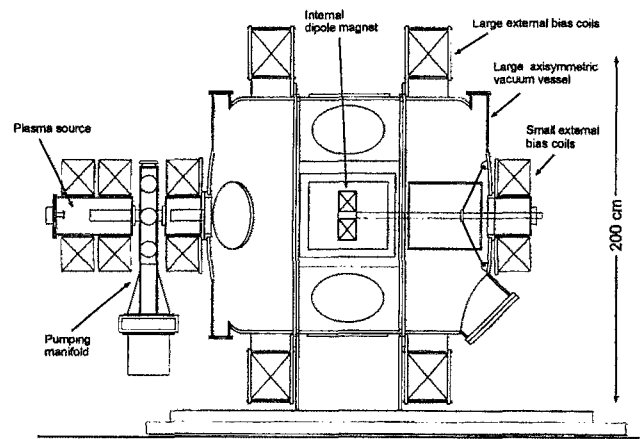 Internal
dipole magnet
Large external bias coils
Large axisymmetric
vacuum vessel
Plasma source
Small external
bias coils
200 cm
Pumping
manifold